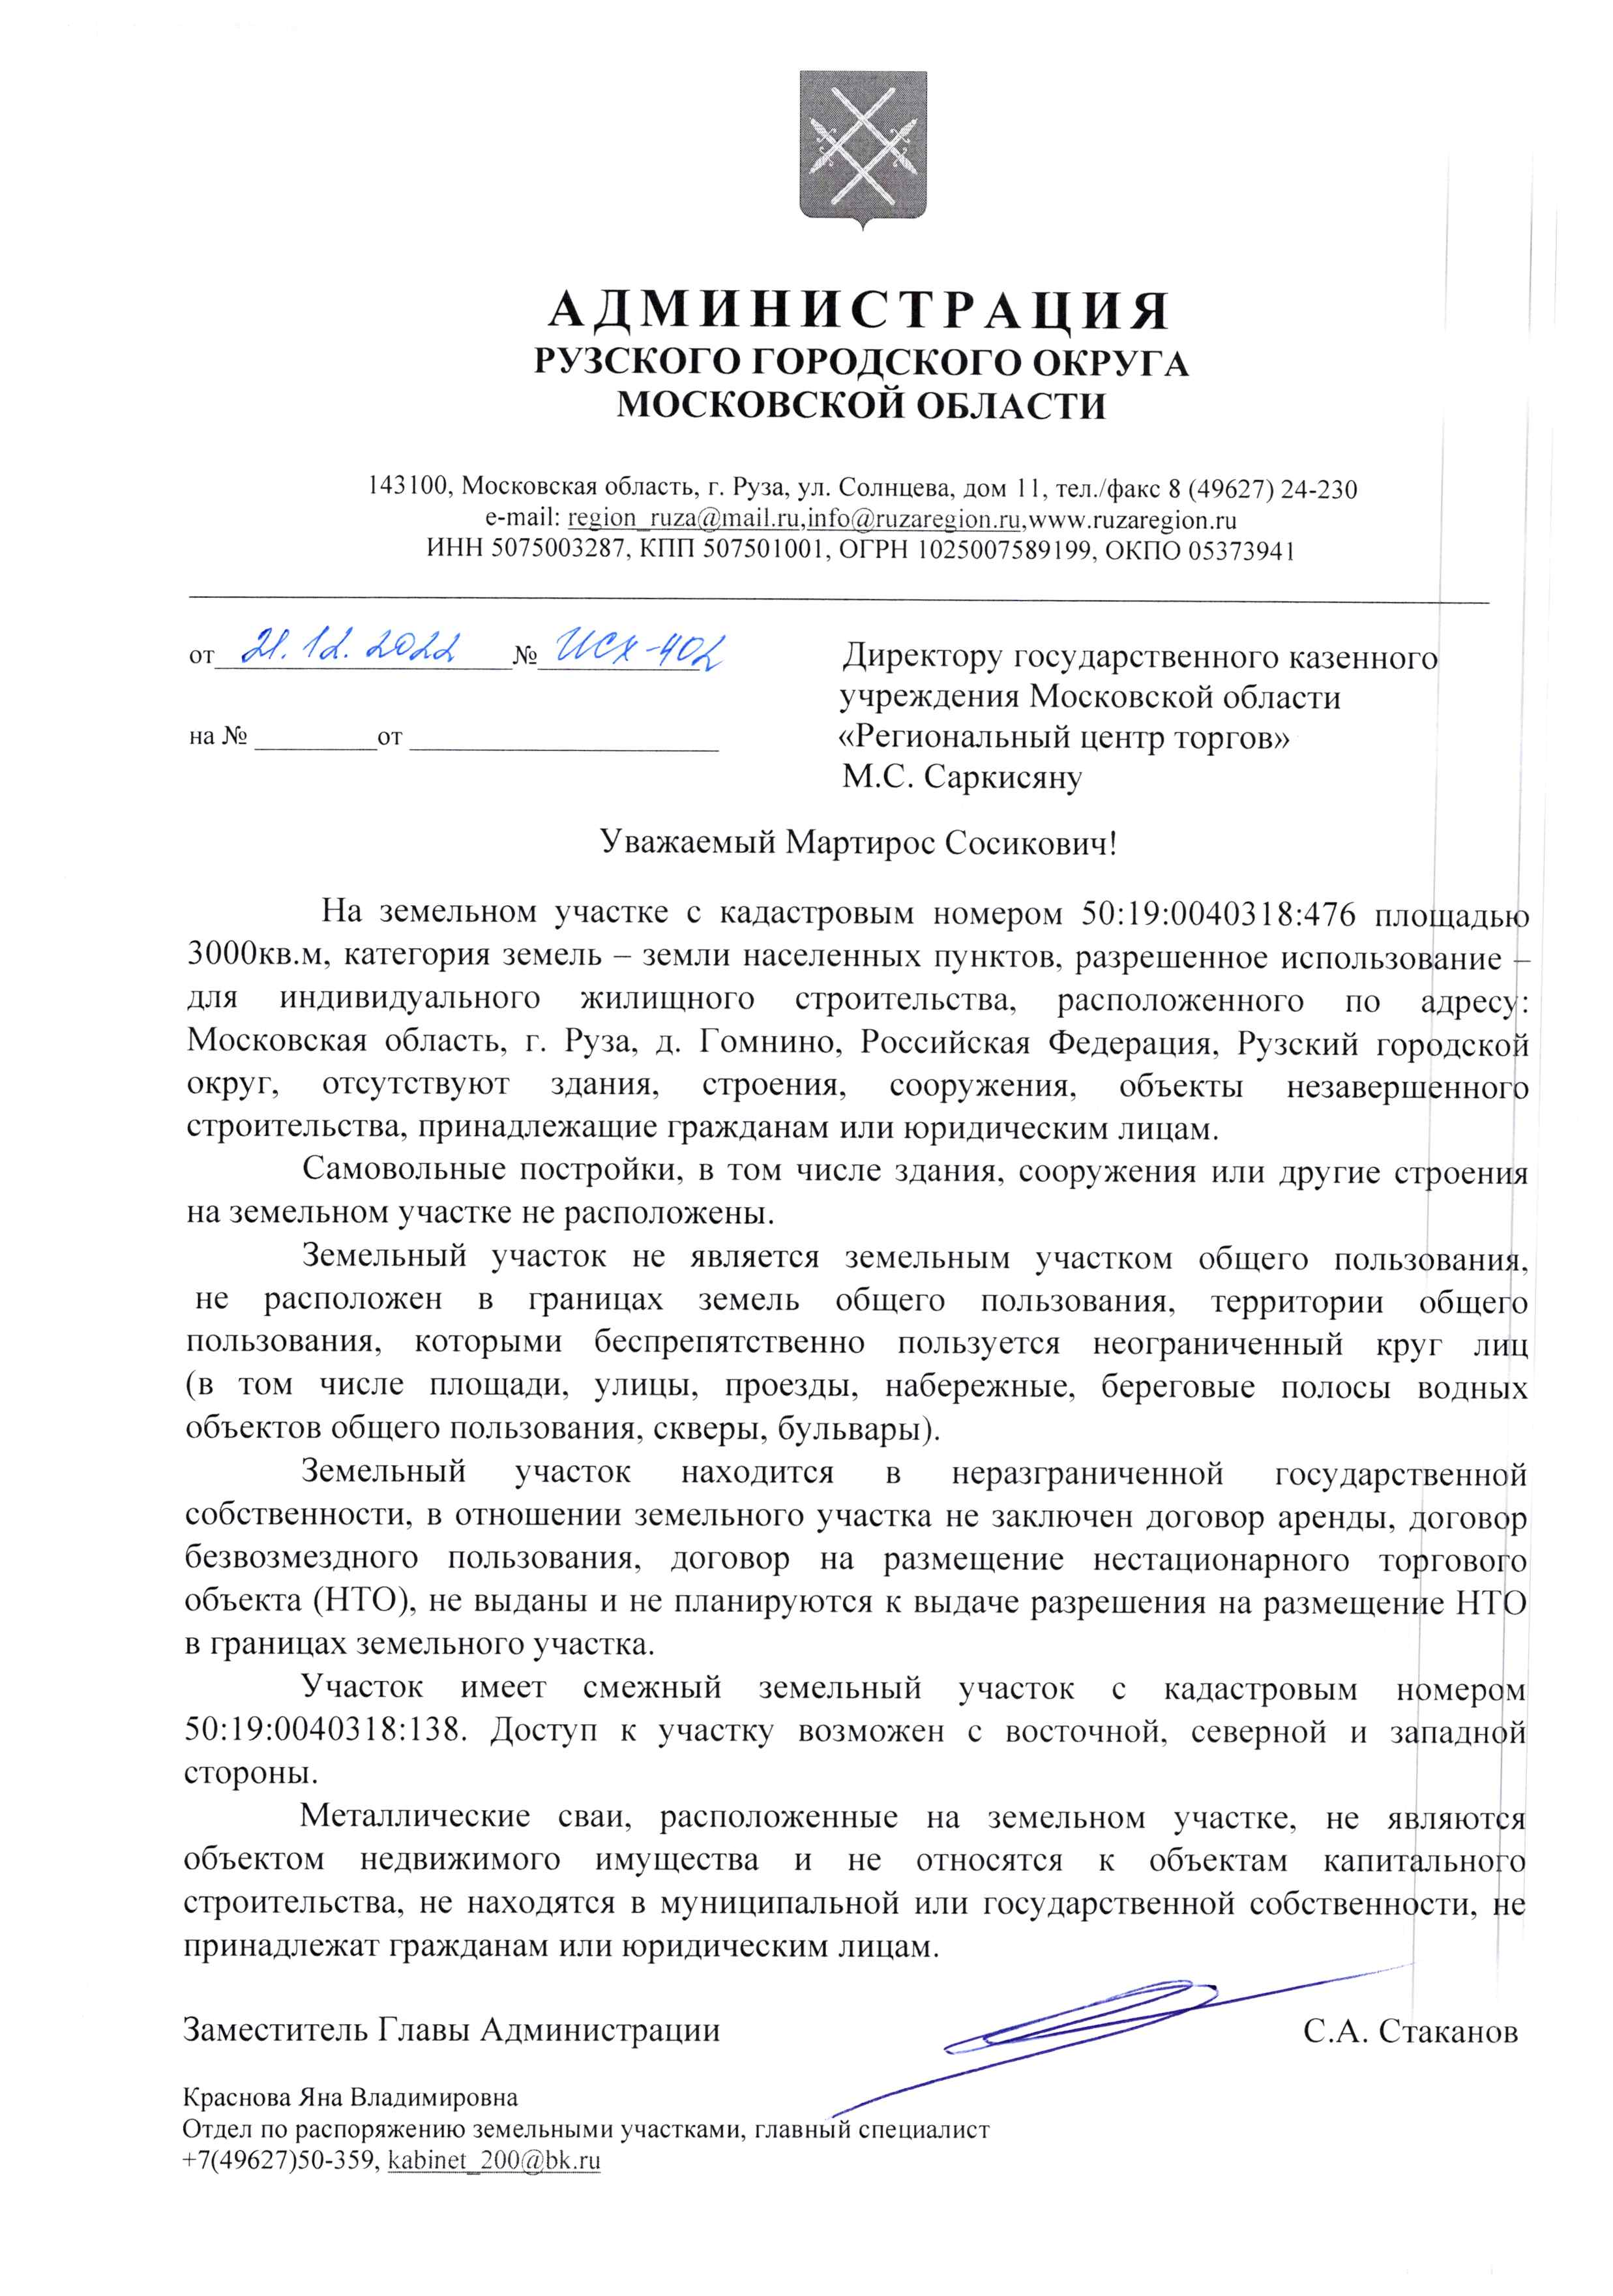 АДМИНИСТРАЦИЯ
РУЗСКОГО ГОРОДСКОГО ОКРУГА
МОСКОВСКОЙ ОБЛАСТИ
143100, Московская область, г. Руза, ул. Солнцева, дом 11, тел./факс 8 (49627) 24-230
e-mail: region_ruza@mail.ru,info@ruzaregion.ru,www.ruzaregion.ru
ИНН 5075003287, КПП 507501001, ОГРН 1025007589199, ОКПО 05373941
от 21.12.2022 № ИСХ-402
на № __________от ____________________
Директору государственного казенного
учреждения Московской области
«Региональный центр торгов»
М.С. Саркисяну
Уважаемый Мартирос Сосикович!
На земельном участке с кадастровым номером 50:19:0040318:476 площадью
3000кв.м, категория земель – земли населенных пунктов, разрешенное использование –
для индивидуального жилищного строительства, расположенного по адресу:
Московская область, г. Руза, д. Гомнино, Российская Федерация, Рузский городской
округ, отсутствуют здания, строения, сооружения, объекты незавершенного
строительства, принадлежащие гражданам или юридическим лицам.
Самовольные постройки, в том числе здания, сооружения или другие строения
на земельном участке не расположены.
Земельный участок не является земельным участком общего пользования,
не расположен в границах земель общего пользования, территории общего
пользования, которыми беспрепятственно пользуется неограниченный круг лиц
(в том числе площади, улицы, проезды, набережные, береговые полосы водных
объектов общего пользования, скверы, бульвары).
Земельный участок находится в неразграниченной государственной
собственности, в отношении земельного участка не заключен договор аренды, договор
безвозмездного пользования, договор на размещение нестационарного торгового
объекта (НТО), не выданы и не планируются к выдаче разрешения на размещение НТО
в границах земельного участка.
Участок имеет смежный земельный участок с кадастровым номером
50:19:0040318:138. Доступ к участку возможен с восточной, северной и западной
стороны.
Металлические сваи, расположенные на земельном участке, не являются
объектом недвижимого имущества и не относятся к объектам капитального
строительства, не находятся в муниципальной или государственной собственности, не
принадлежат гражданам или юридическим лицам.
Заместитель Главы Администрации С.А. Стаканов
Краснова Яна Владимировна
Отдел по распоряжению земельными участками, главный специалист
+7(49627)50-359, kabinet_200@bk.ru